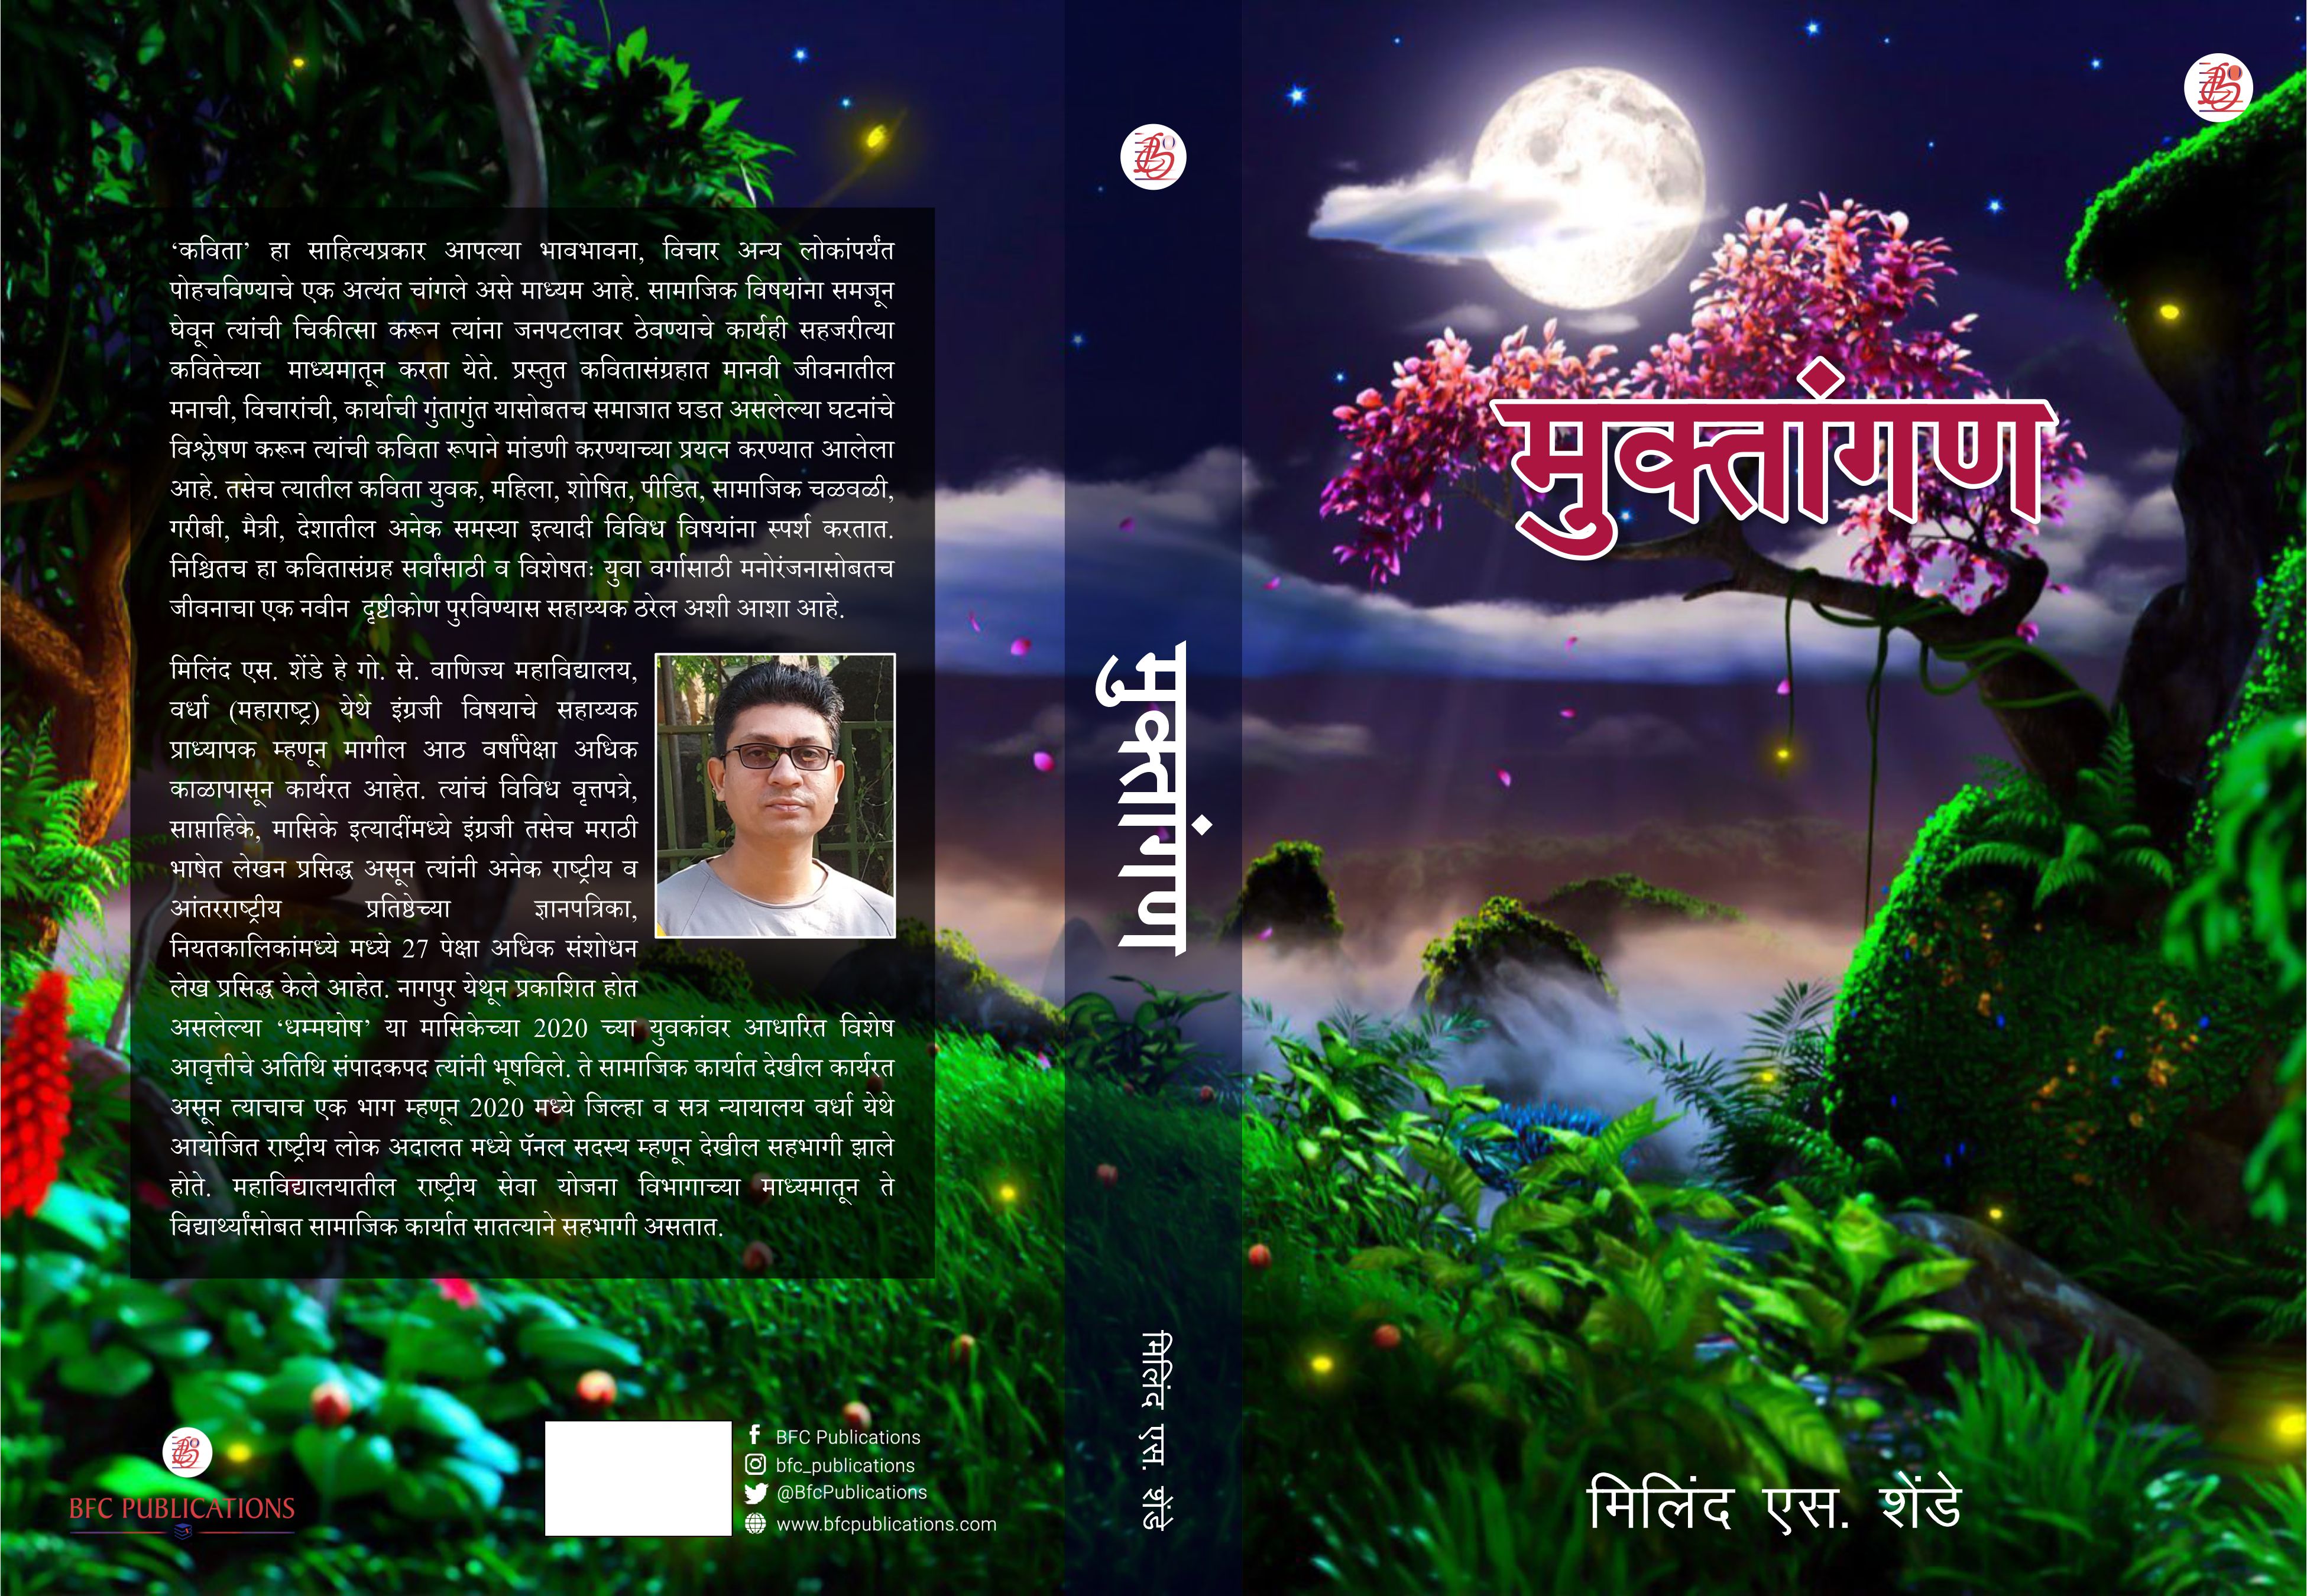 ‘कविता’ हा साहित्यप्रकार आपल्या भावभावना, विचार अन्य लोकांपर्यंत
पोहचविण्याचे एक अत्यंत चांगले असे माध्यम आहे. सामाजिक विषयांना समजून
घेवून त्यांची चिकीत्सा करून त्यांना जनपटलावर ठेवण्याचे कार्यही सहजरीत्या
कवितेच्या माध्यमातून करता येते. प्रस्तुत कवितासंग्रहात मानवी जीवनातील
मनाची, विचारांची, कार्याची गुंतागुंत यासोबतच समाजात घडत असलेल्या घटनांचे
विश्लेषण करून त्यांची कविता रूपाने मांडणी करण्याच्या प्रयत्न करण्यात आलेला
आहे. तसेच त्यातील कविता युवक, महिला, शोषित, पीडित, सामाजिक चळवळी,
गरीबी, मैत्री, देशातील अनेक समस्या इत्यादी विविध विषयांना स्पर्श करतात.
निश्चितच हा कवितासंग्रह सर्वांसाठी व विशेषतः युवा वर्गासाठी मनोरंजनासोबतच
जीवनाचा एक नवीन दृष्टीकोण पुरविण्यास सहाय्यक ठरेल अशी आशा आहे.
मिलिंद एस. शेंडे हे गो. से. वाणिज्य महाविद्यालय,
वर्धा (महाराष्ट्र) येथे इंग्रजी विषयाचे सहाय्यक
प्राध्यापक म्हणून मागील आठ वर्षांपेक्षा अधिक
काळापासून कार्यरत आहेत. त्यांचं विविध वृत्तपत्रे,
साप्ताहिके, मासिके इत्यादींमध्ये इंग्रजी तसेच मराठी
भाषेत लेखन प्रसिद्ध असून त्यांनी अनेक राष्ट्रीय व
आंतरराष्ट्रीय प्रतिष्ठेच्या ज्ञानपत्रिका,
नियतकालिकांमध्ये मध्ये 27 पेक्षा अधिक संशोधन
लेख प्रसिद्ध केले आहेत. नागपुर येथून प्रकाशित होत
असलेल्या ‘धम्मघोष’ या मासिकेच्या 2020 च्या युवकांवर आधारित विशेष
आवृत्तीचे अतिथि संपादकपद त्यांनी भूषविले. ते सामाजिक कार्यात देखील कार्यरत
असून त्याचाच एक भाग म्हणून 2020 मध्ये जिल्हा व सत्र न्यायालय वर्धा येथे
आयोजित राष्ट्रीय लोक अदालत मध्ये पॅनल सदस्य म्हणून देखील सहभागी झाले
होते. महाविद्यालयातील राष्ट्रीय सेवा योजना विभागाच्या माध्यमातून ते
विद्यार्थ्यांसोबत सामाजिक कार्यात सातत्याने सहभागी असतात.
BFC PUBLICATIONS
BFC Publications
bfc_publications
@BfcPublications
www.bfcpublications.com
मुक्तांगण
मिलिंद एस. शेंडे
मुक्तांगण
मिलिंद एस. शेंडे